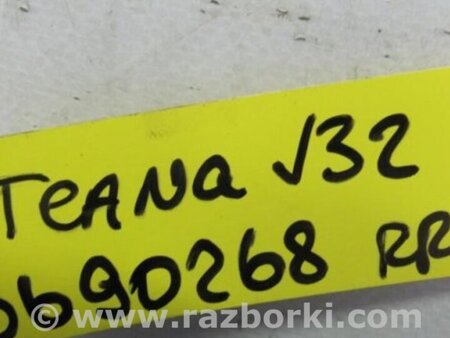 TEANA J32
0690268 RR
© www.razborki.com